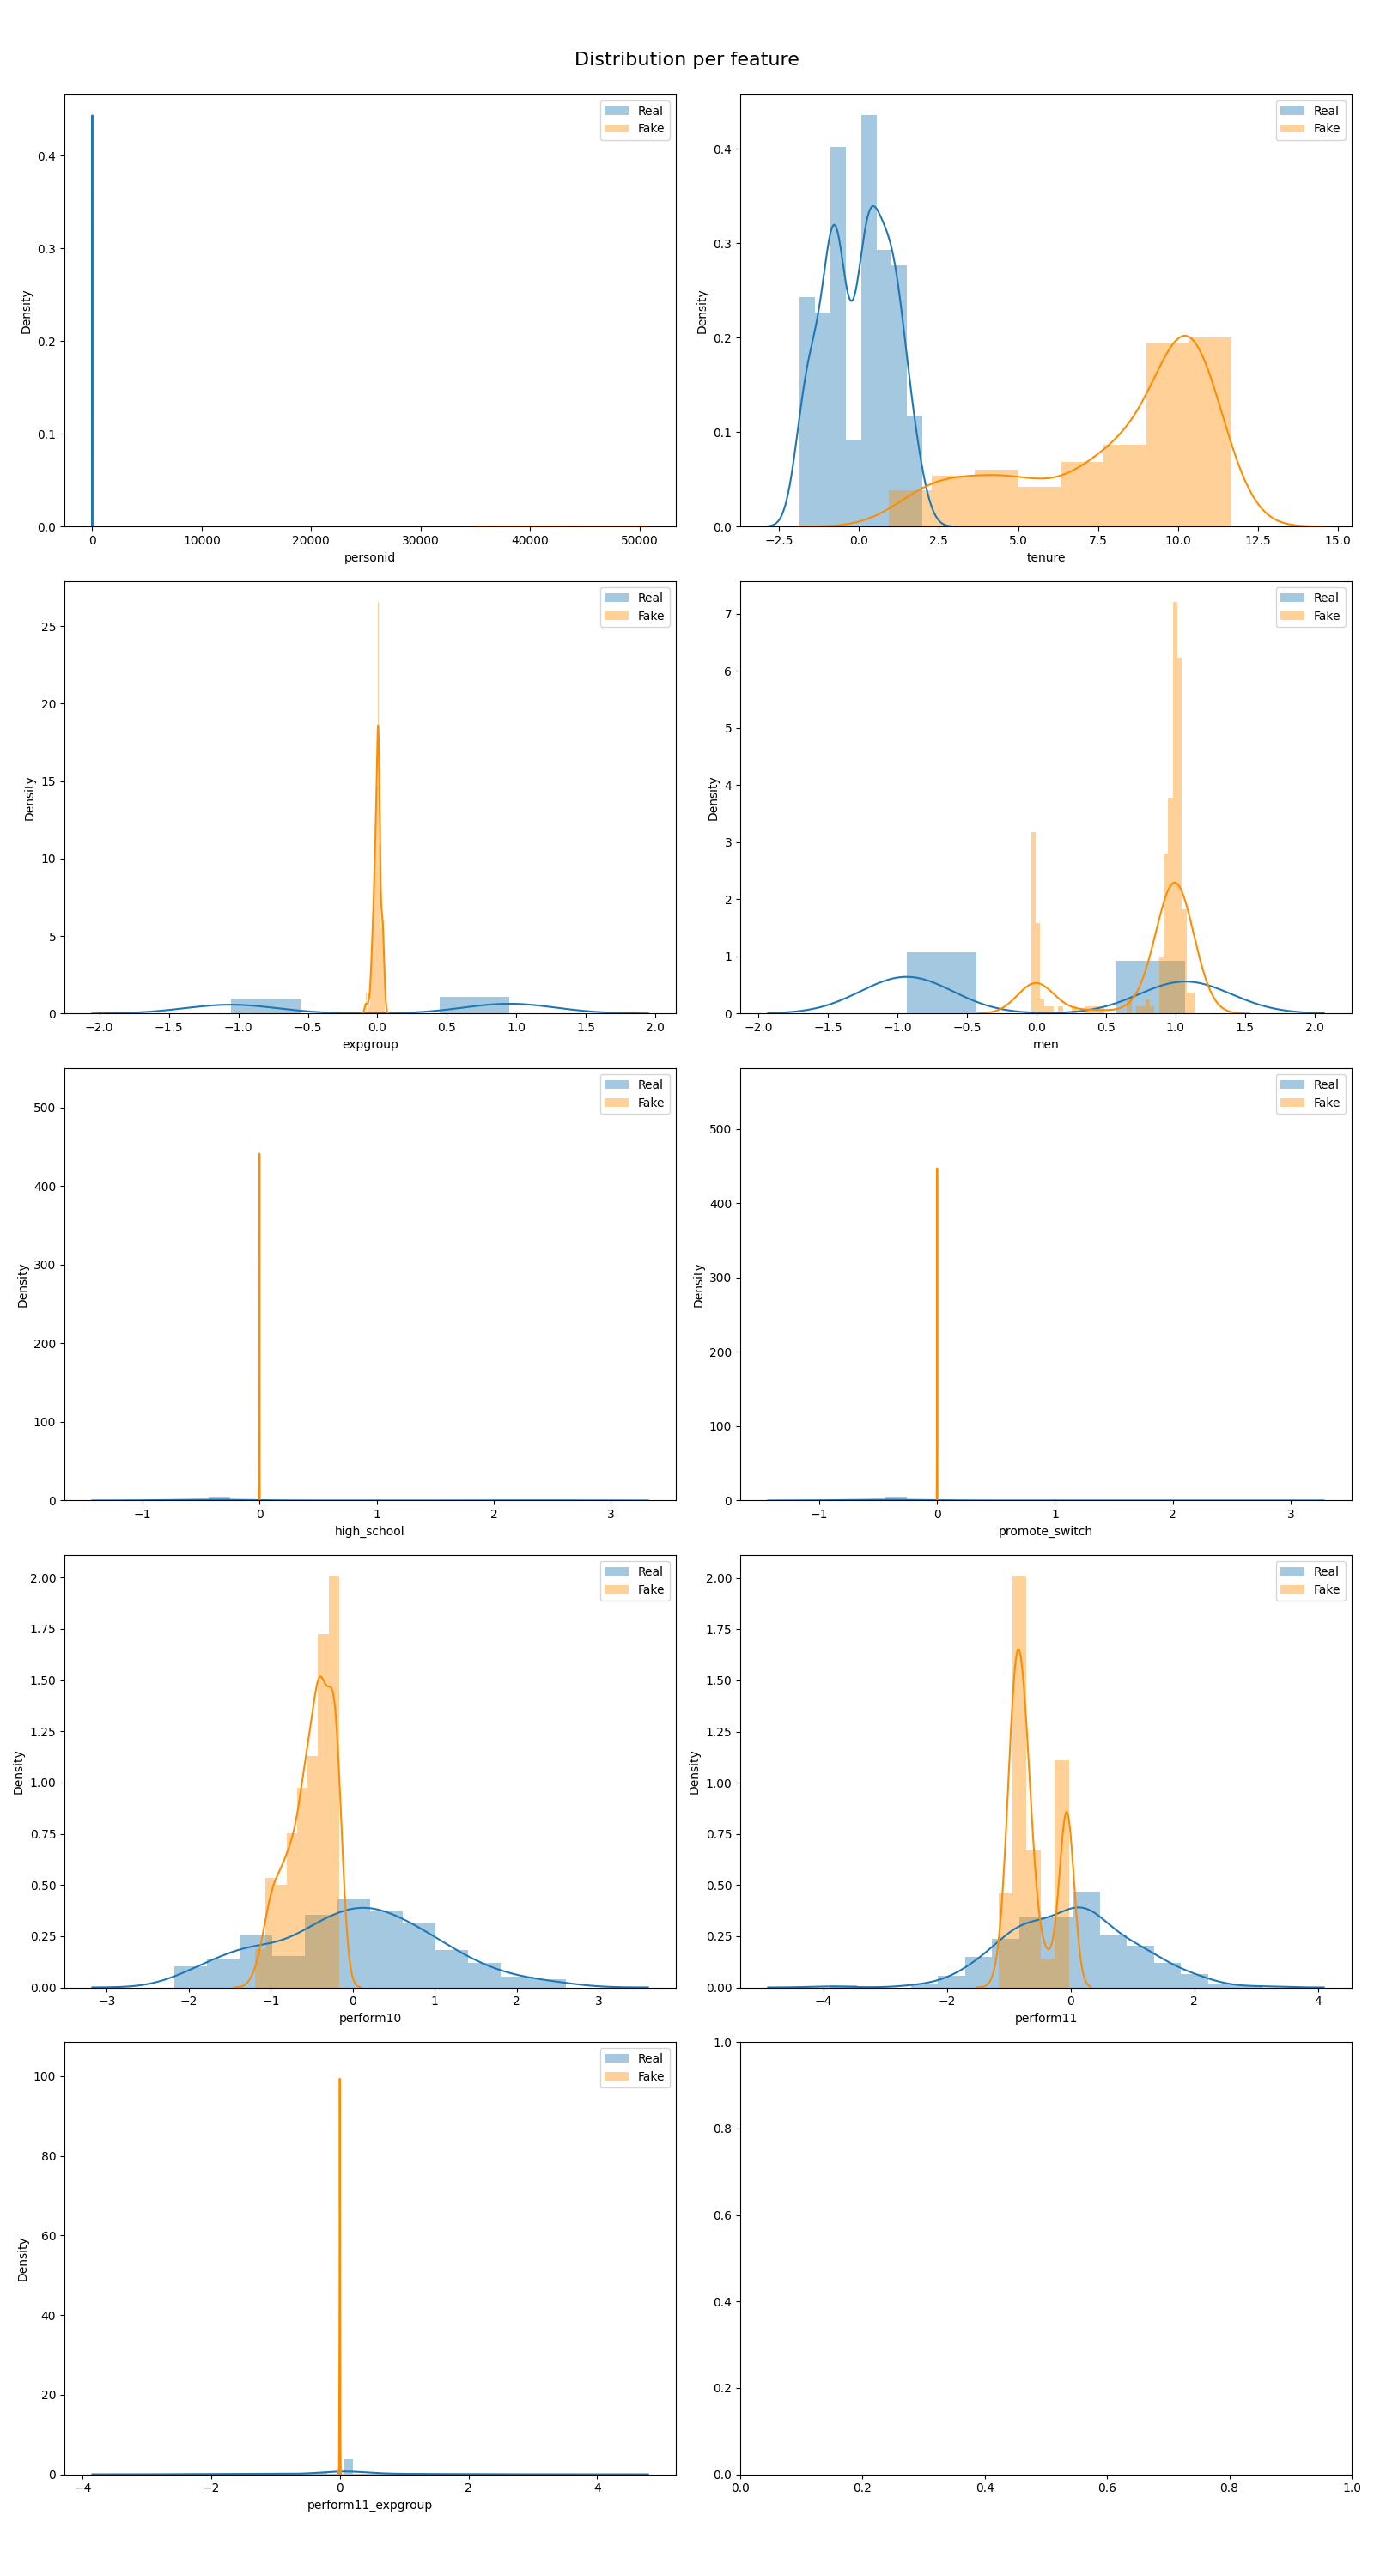 Distribution per feature
Real
Fake
Density
0.4
0.3
0.2
0.1
0.0
0 10000 20000 30000 40000 50000
personid
Real
Fake
Density
0.4
0.3
0.2
0.1
0.0
−2.5 0.0 2.5 5.0 7.5 10.0 12.5 15.0
tenure
Real
Fake
Density
25
20
15
10
5
0
−2.0 −1.5 −1.0 −0.5 0.0 0.5 1.0 1.5 2.0
expgroup
Real
Fake
Density
7
6
5
4
3
2
1
0
−2.0 −1.5 −1.0 −0.5 0.0 0.5 1.0 1.5 2.0
men
Real
Fake
Density
500
400
300
200
100
0
−1 0 1 2 3
high_school
Real
Fake
Density
500
400
300
200
100
0
−1 0 1 2 3
promote_switch
Real
Fake
Density
2.00
1.75
1.50
1.25
1.00
0.75
0.50
0.25
0.00
−3 −2 −1 0 1 2 3
perform10
Real
Fake
Density
2.00
1.75
1.50
1.25
1.00
0.75
0.50
0.25
0.00
−4 −2 0 2 4
perform11
Real
Fake
Density
100
80
60
40
20
0
−4 −2 0 2 4
perform11_expgroup
1.0
0.8
0.6
0.4
0.2
0.0
0.0 0.2 0.4 0.6 0.8 1.0